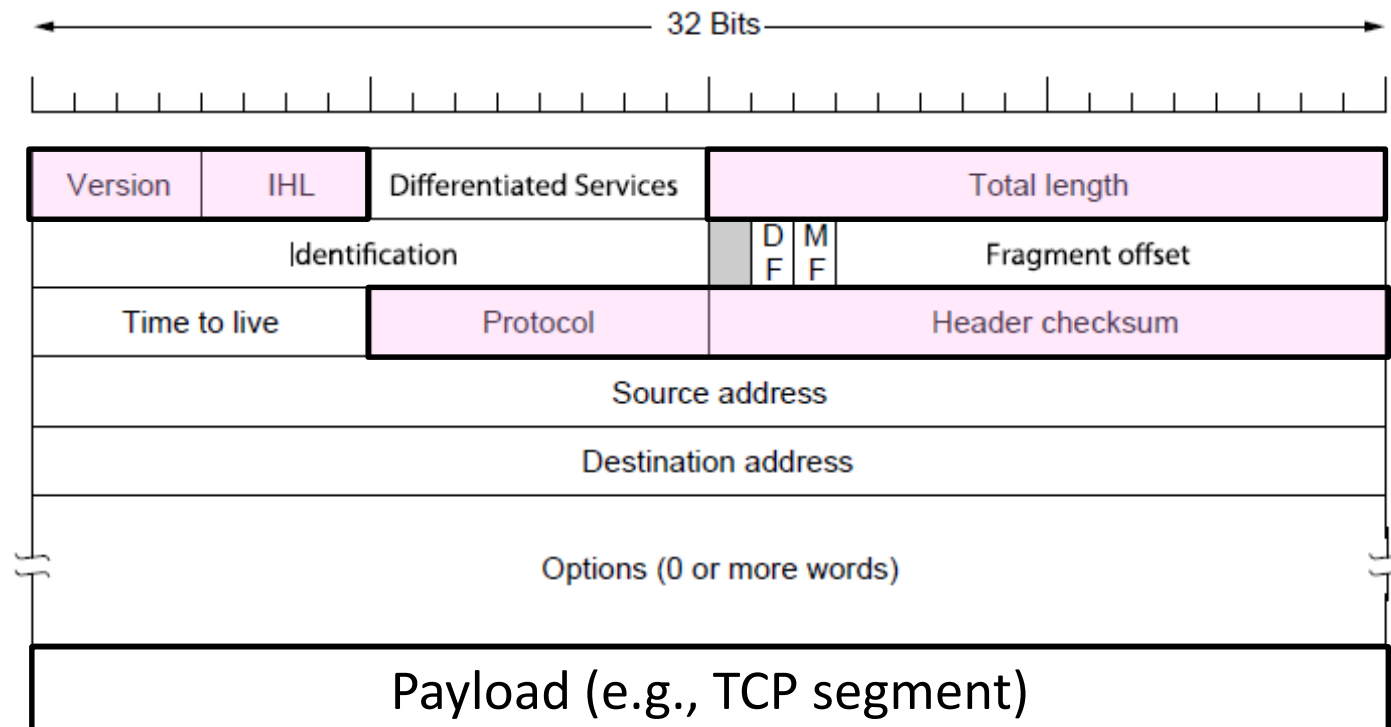 32 Bits
Version IHL Differentiated Services Total length
Identification D M Fragment offset
F F
Time to live Protocol Header checksum
Source address
Destination address
Options (0 or more words)
Payload (e.g., TCP segment)